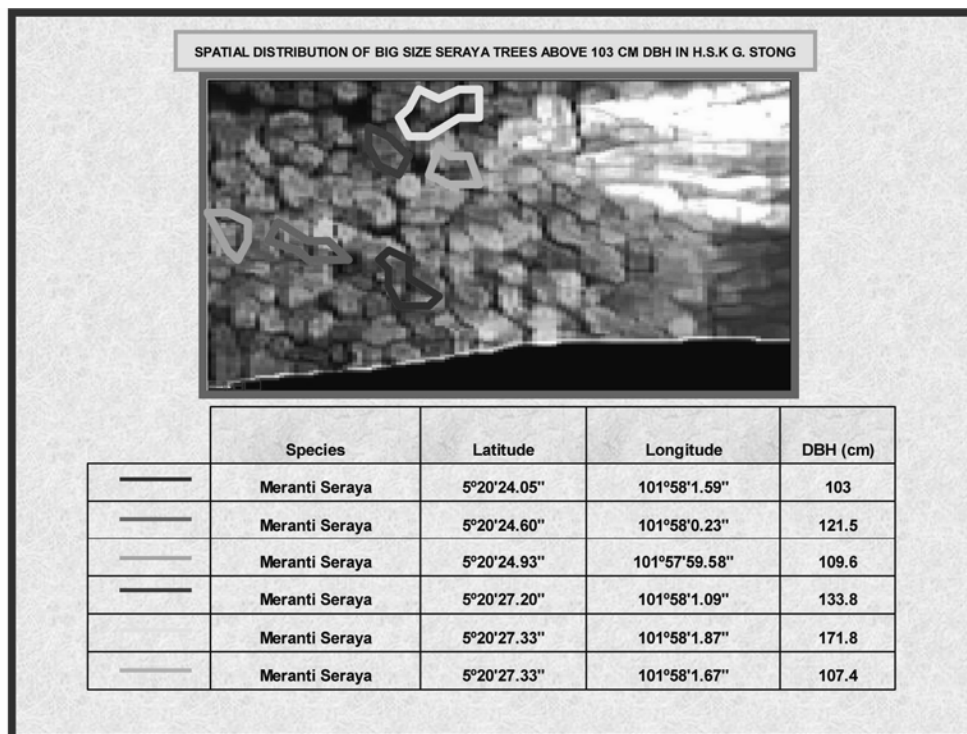 SPATIAL DISTRIBUTION OF BIG SIZE SERAYA TREES ABOVE 103 CM DBH IN H.S.K G. STONG
Species Latitude Longitude DBH (cm)
Meranti Seraya 5º20'24.05" 101º58'1.59" 103
Meranti Seraya 5º20'24.60" 101º58'0.23" 121.5
Meranti Seraya 5º20'24.93" 101º57'59.58" 109.6
Meranti Seraya 5º20'27.20" 101º58'1.09" 133.8
Meranti Seraya 5º20'27.33" 101º58'1.87" 171.8
Meranti Seraya 5º20'27.33" 101º58'1.67" 107.4